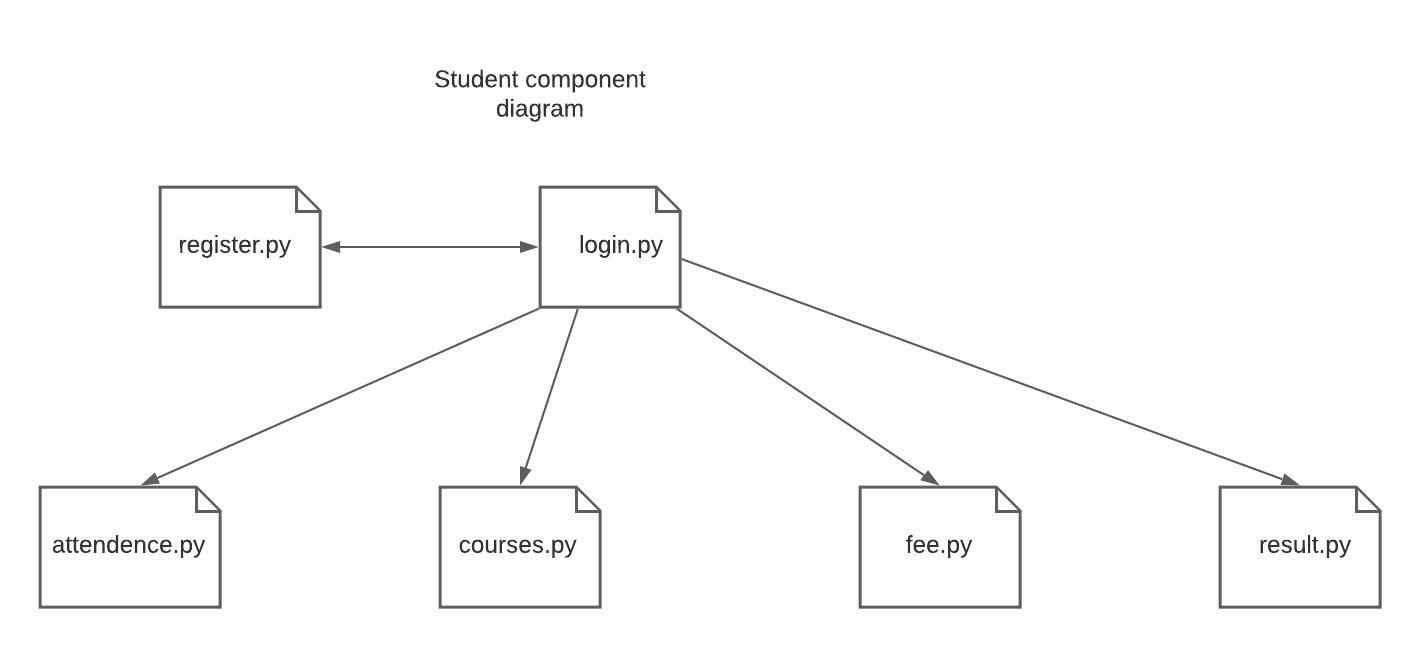 Student component
diagram
register.py
login.py
attendence.py
courses.py
fee.py
result.py